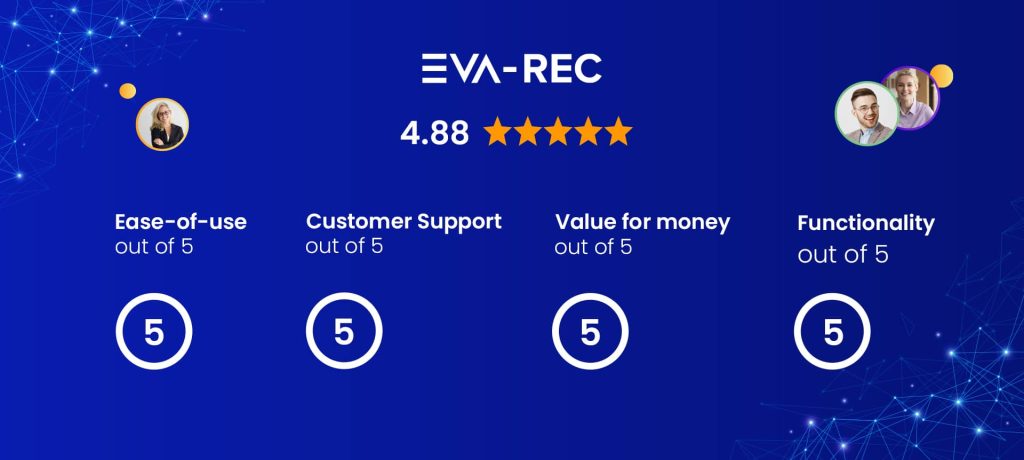 EVA-REC
4.88
Ease-of-use
out of 5
5
Customer Support
out of 5
5
Value for money
out of 5
5
Functionality
out of 5
5